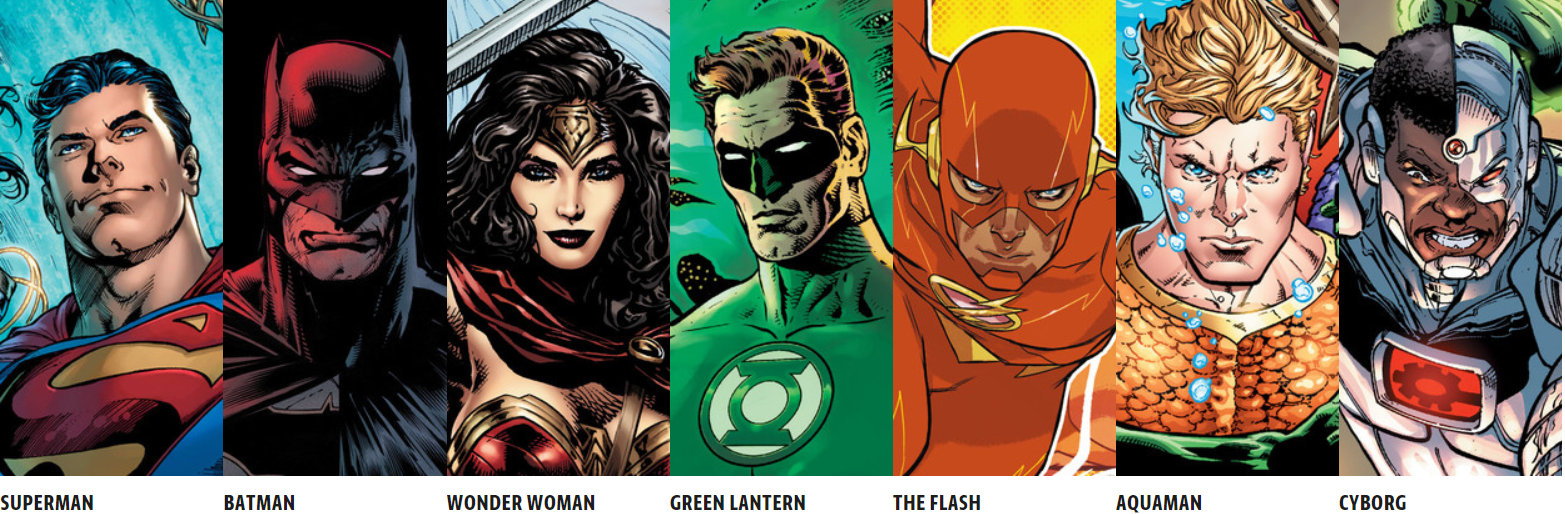 SUPERMAN
BATMAN
WONDER WOMAN
GREEN LANTERN
THE FLASH
AQUAMAN
CYBORG